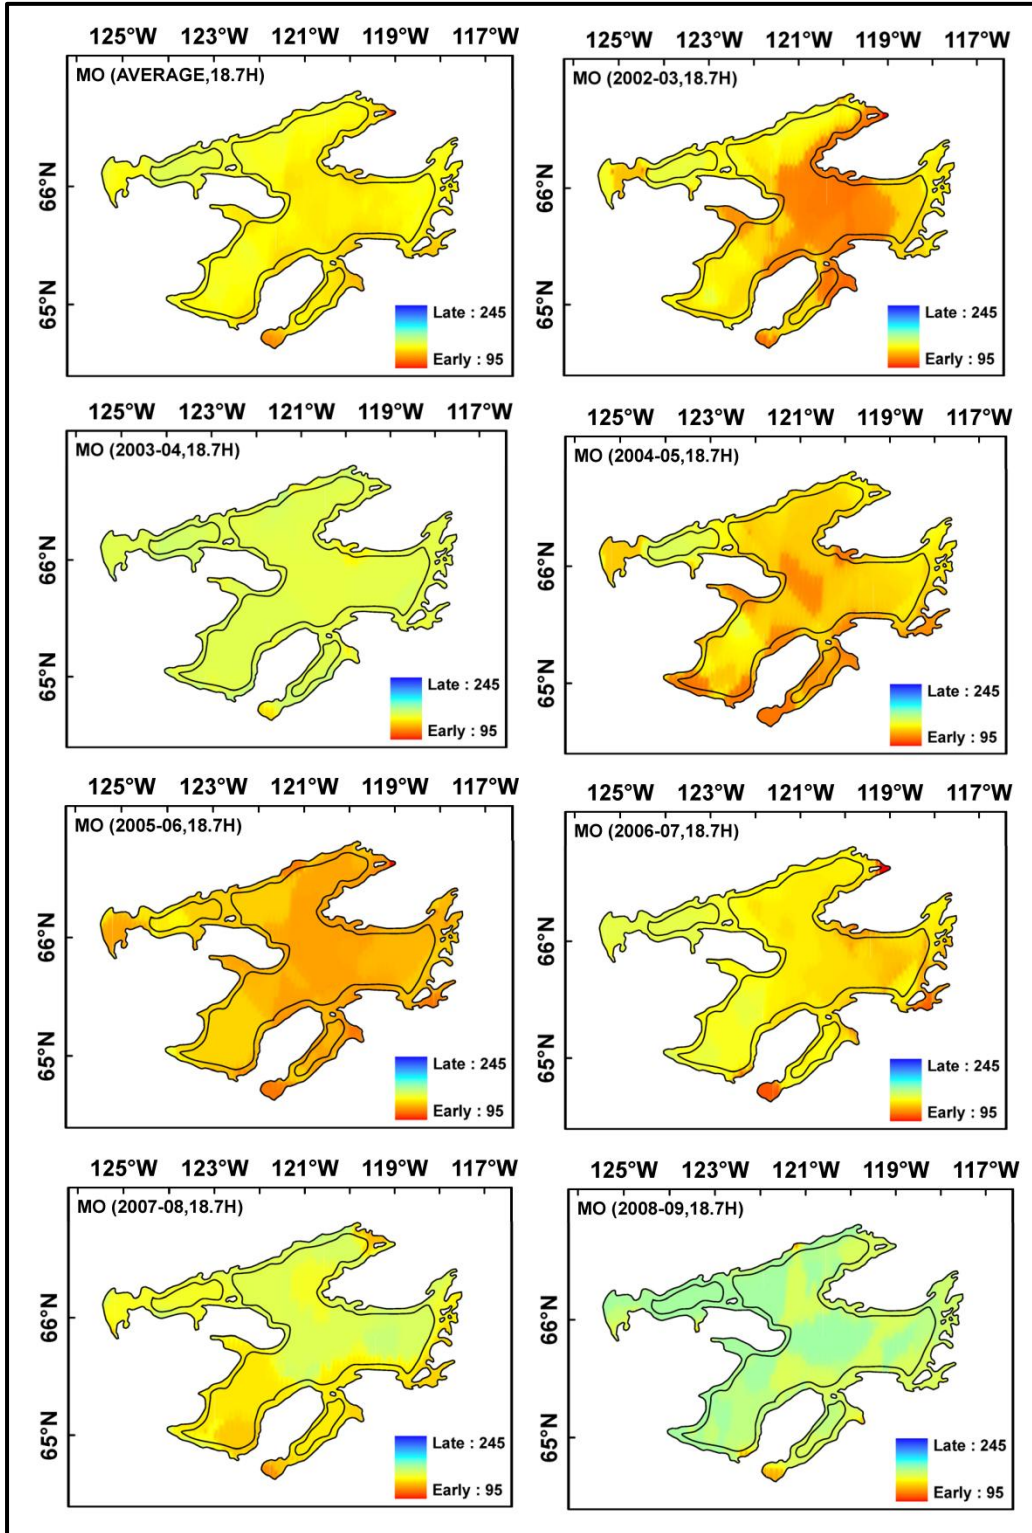 125°W 123°W 121°W 119°W 117°W
MO (AVERAGE,18.7H)
66°N
65°N
Late : 245
Early : 95
125°W 123°W 121°W 119°W 117°W
MO (2002-03,18.7H)
66°N
65°N
Late : 245
Early : 95
125°W 123°W 121°W 119°W 117°W
MO (2003-04,18.7H)
66°N
65°N
Late : 245
Early : 95
125°W 123°W 121°W 119°W 117°W
MO (2004-05,18.7H)
66°N
65°N
Late : 245
Early : 95
125°W 123°W 121°W 119°W 117°W
MO (2005-06,18.7H)
66°N
65°N
Late : 245
Early : 95
125°W 123°W 121°W 119°W 117°W
MO (2006-07,18.7H)
66°N
65°N
Late : 245
Early : 95
125°W 123°W 121°W 119°W 117°W
MO (2007-08,18.7H)
66°N
65°N
Late : 245
Early : 95
125°W 123°W 121°W 119°W 117°W
MO (2008-09,18.7H)
66°N
65°N
Late : 245
Early : 95